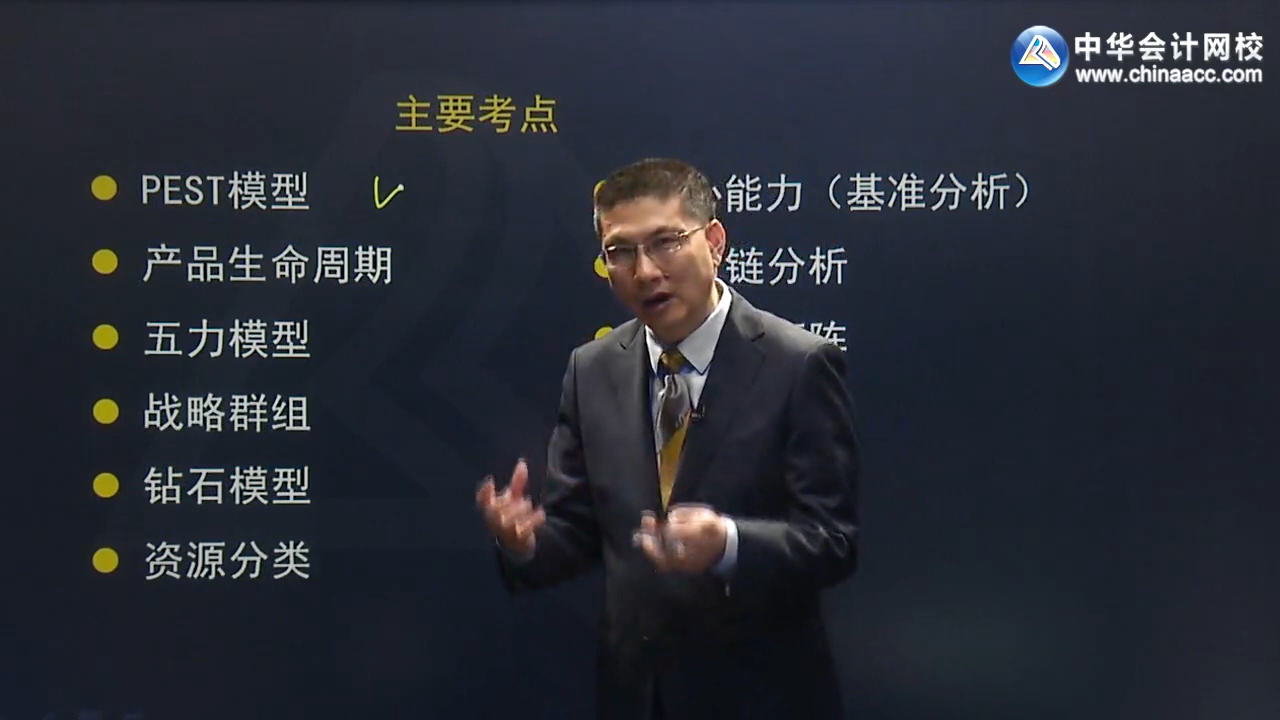 中华会计网校
www.chinaacc.com
主要考点
PEST模型
产品生命周期
五力模型
战略群组
钻石模型
资源分类
能力（基准分析）
链分析
阵